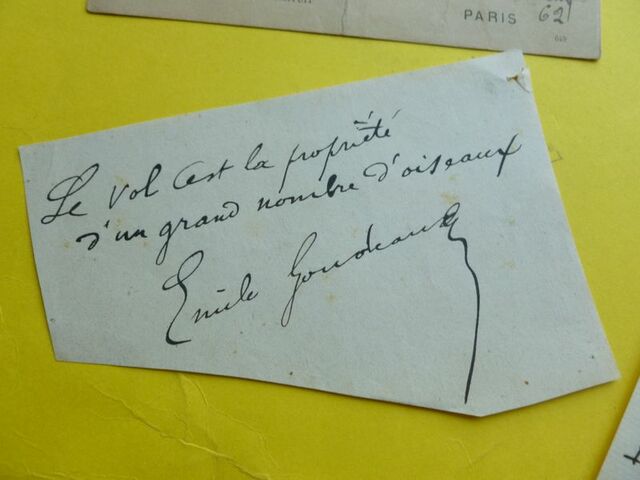 PARIS 62
Le Vol c'est la propriété
d'un grand nombre d'oiseaux
Emile Goudeau